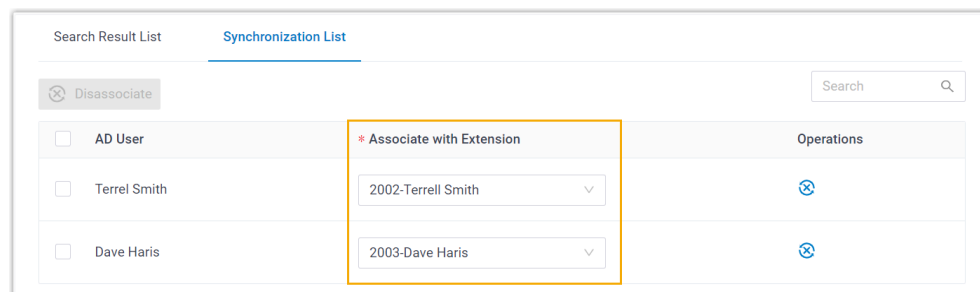 Search Result List Synchronization List
Disassociate Search
AD User * Associate with Extension Operations
Terrel Smith 2002-Terrell Smith
Dave Haris 2003-Dave Haris